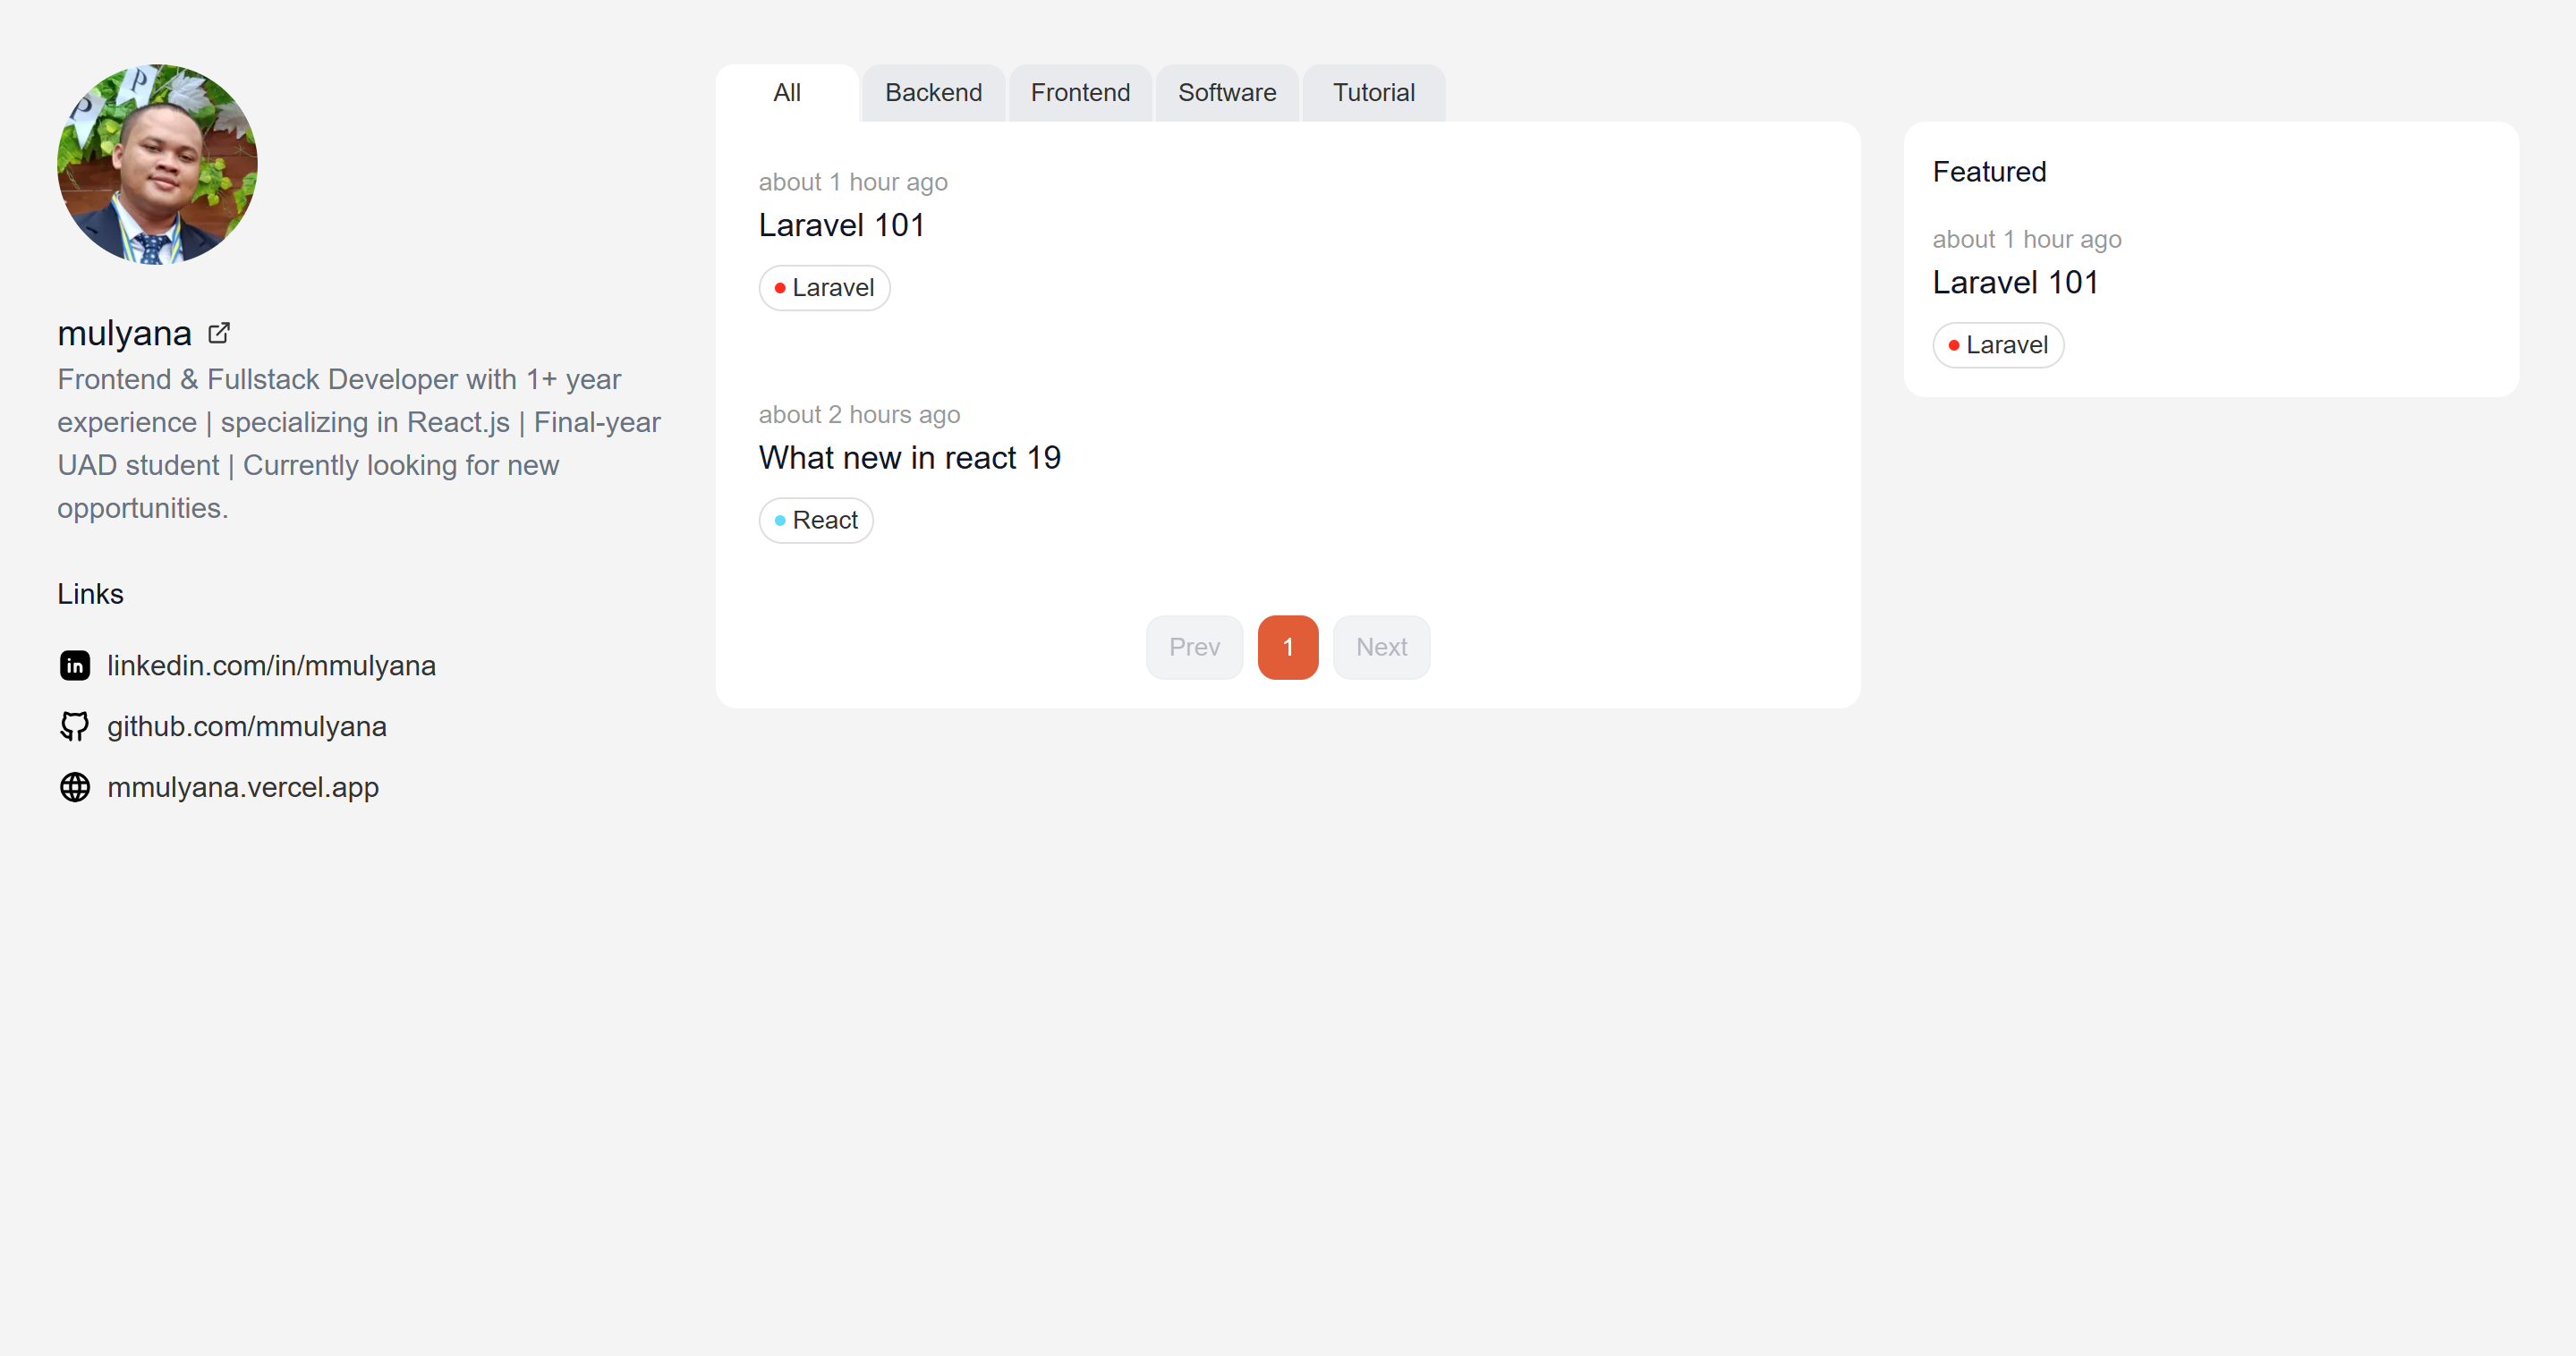 mulyana
Frontend & Fullstack Developer with 1+ year
experience | specializing in React.js | Final-year
UAD student | Currently looking for new
opportunities.
Links
linkedin.com/in/mmulyana
github.com/mmulyana
mmulyana.vercel.app
All
Backend
Frontend
Software
Tutorial
about 1 hour ago
Laravel 101
Laravel
about 2 hours ago
What new in react 19
React
Prev
1
Next
Featured
about 1 hour ago
Laravel 101
Laravel